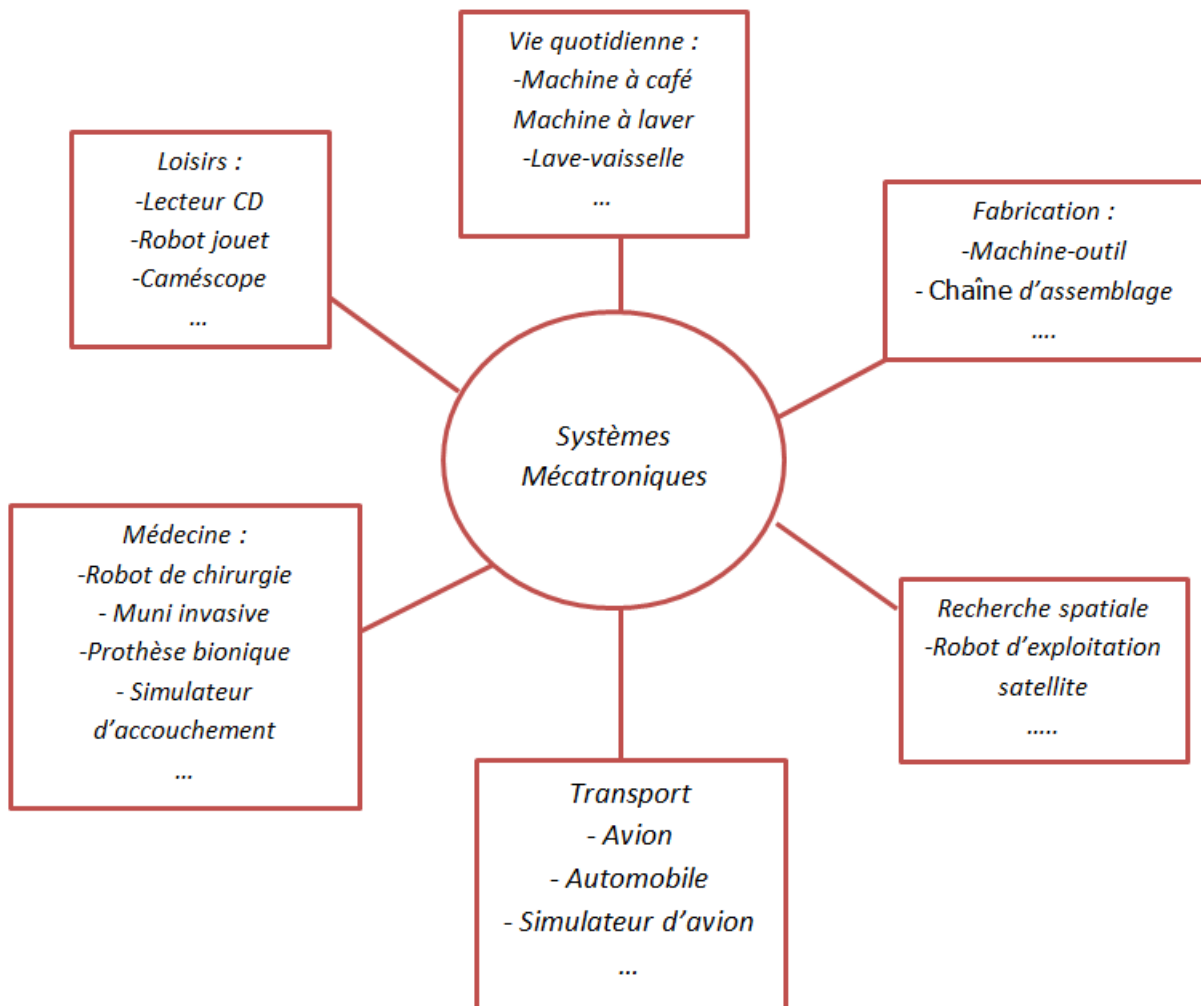 Vie quotidienne :
-Machine à café
Machine à laver
-Lave-vaisselle
...
Loisirs :
-Lecteur CD
-Robot jouet
-Caméscope
...
Fabrication :
-Machine-outil
- Chaîne d’assemblage
....
Systèmes
Mécatroniques
Médecine :
-Robot de chirurgie
- Muni invasive
-Prothèse bionique
- Simulateur
d’accouchement
...
Recherche spatiale
-Robot d’exploitation
satellite
.....
Transport
- Avion
- Automobile
- Simulateur d’avion
...